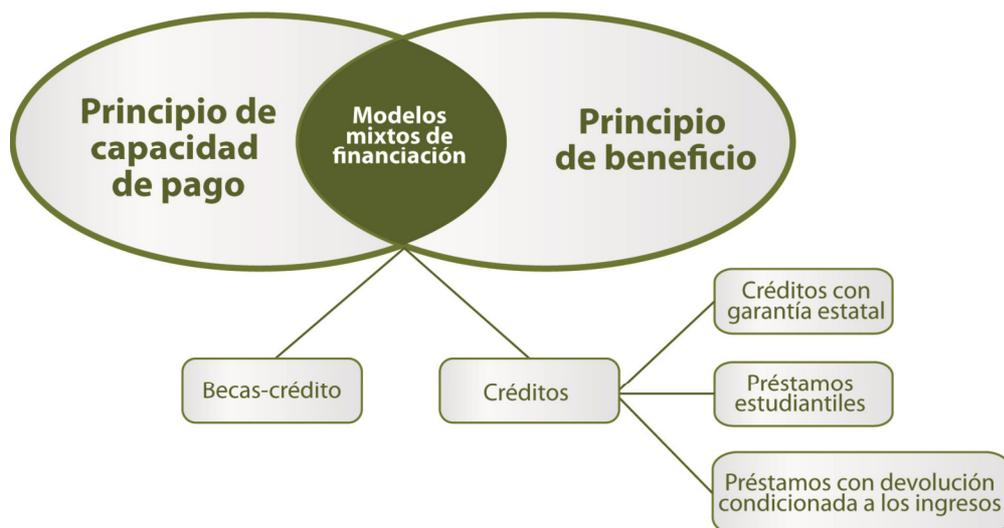 Principio de
capacidad
de pago
Modelos
mixtos de
financiación
Principio
de beneficio
Becas-crédito
Créditos
Créditos con
garantía estatal
Préstamos
estudiantiles
Préstamos con devolución
condicionada a los ingresos